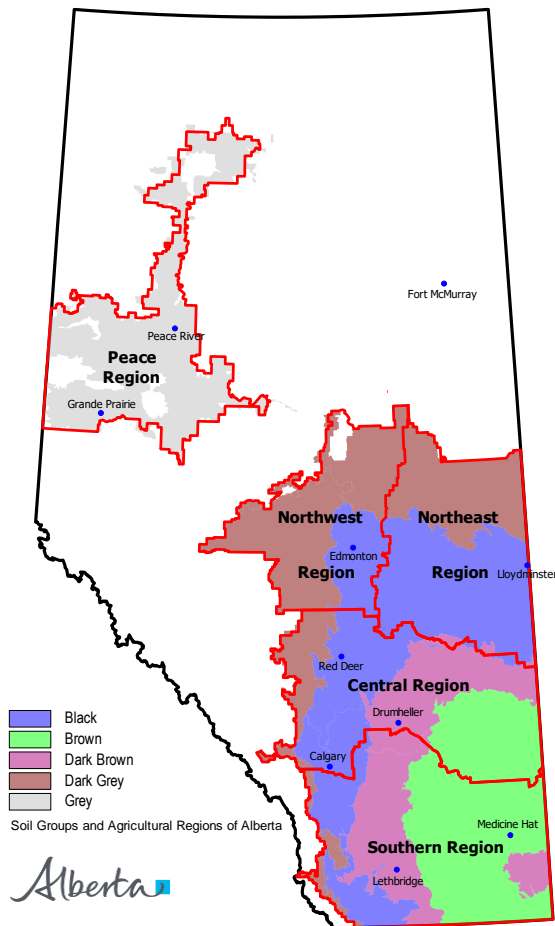 Fort McMurray
Peace River
Peace
Region
Grande Prairie
Northwest
Northeast
Edmonton
Region
Region
Lloydminster
Red Deer
Central Region
Drumheller
Calgary
Medicine Hat
Southern Region
Lethbridge
Black
Brown
Dark Brown
Dark Grey
Grey
Soil Groups and Agricultural Regions of Alberta
Alberta